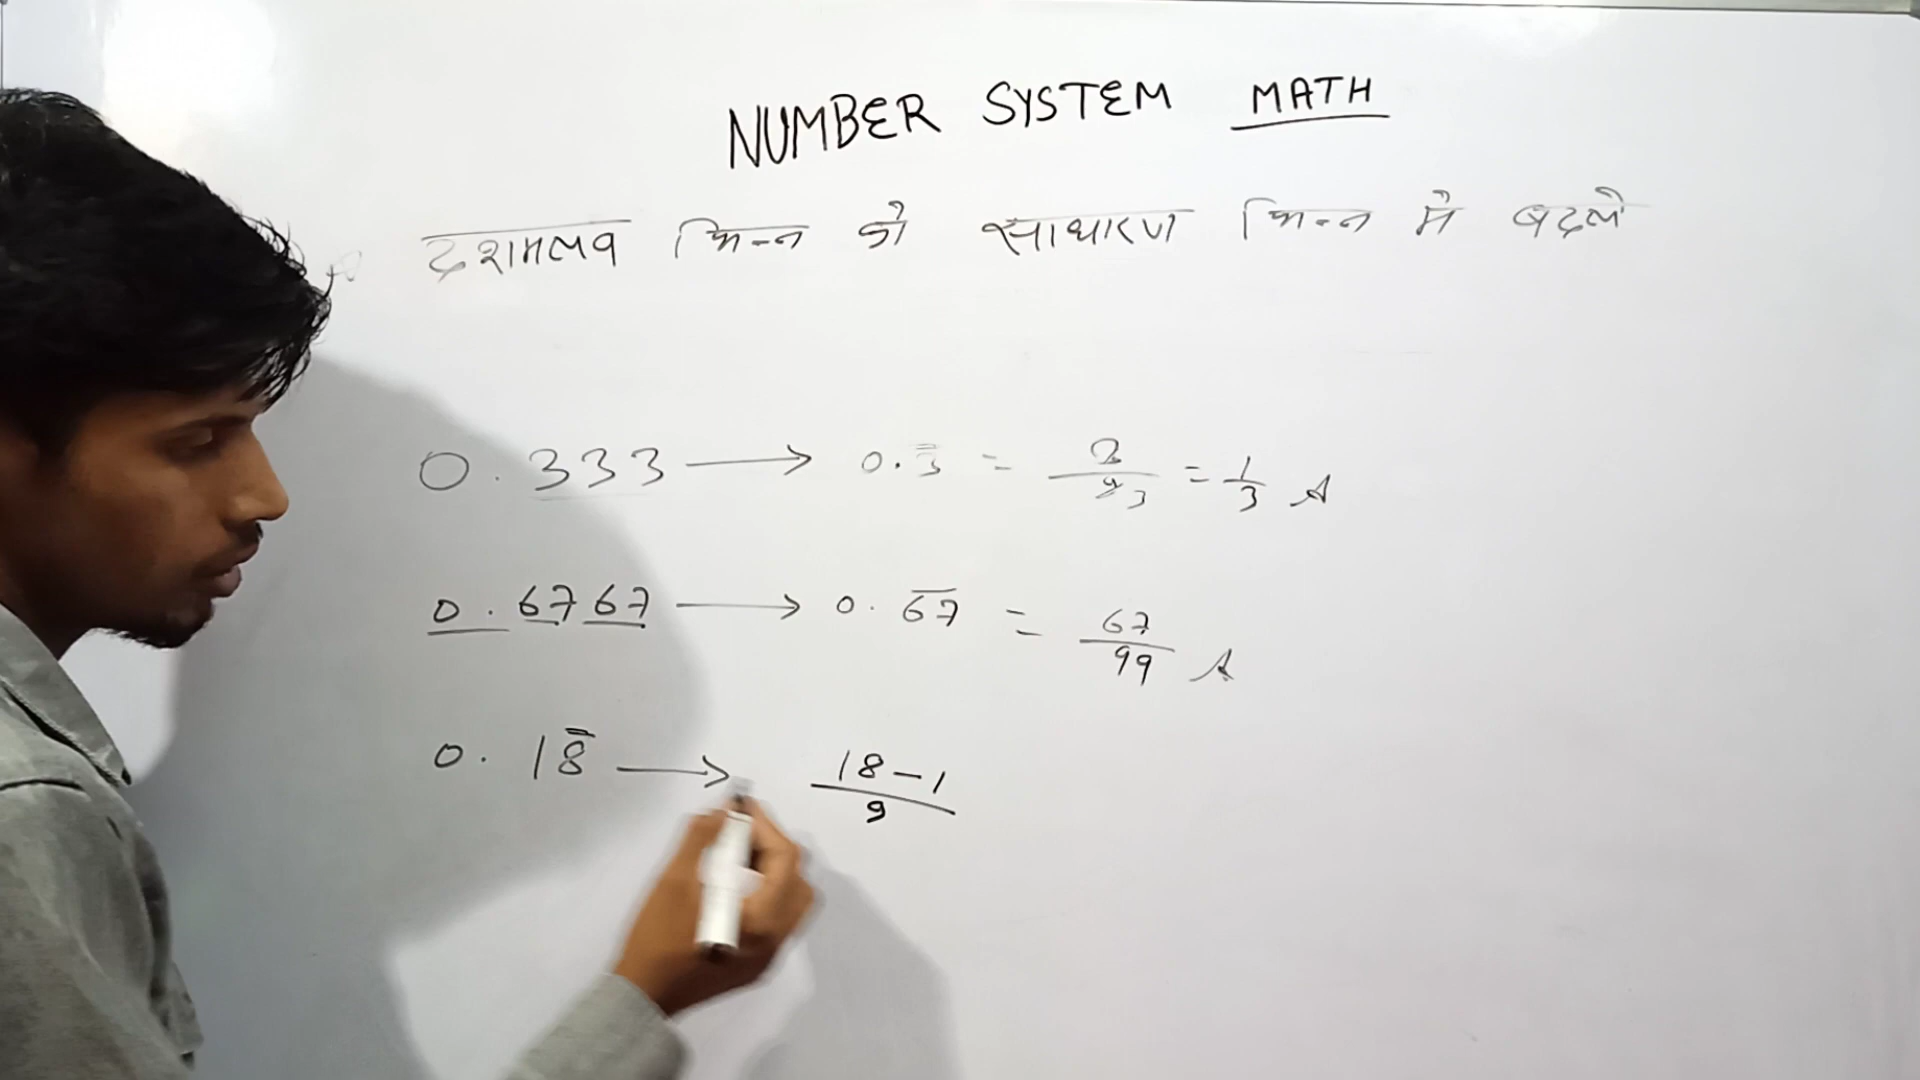 NUMBER SYSTEM MATH
दशमलव भिन्न को साधारण भिन्न में बदले
0.333 → 0.3̅ = 3/9 3 = 1/3 A
0.6767 → 0.6̅7̅ = 67/99 A
0.18̅ → 18-1/9